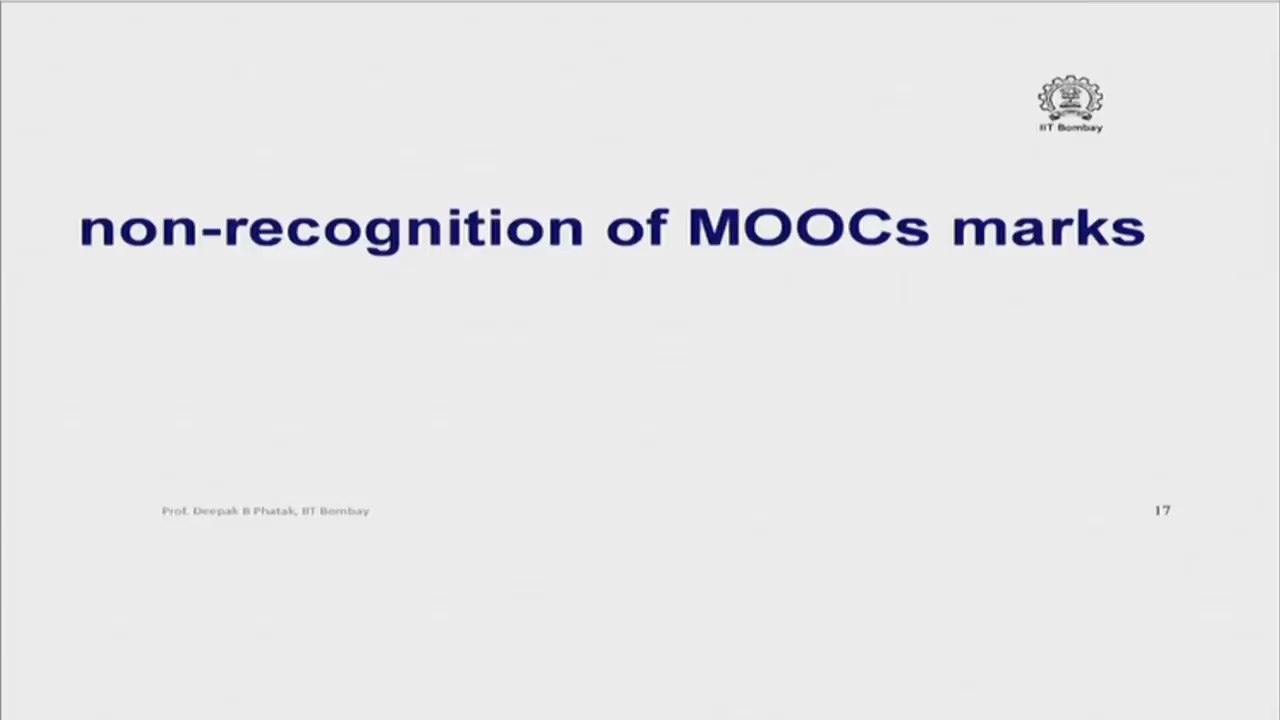 IIT Bombay
non-recognition of MOOCs marks
Prof. Deepak B Phatak, IIT Bombay
17